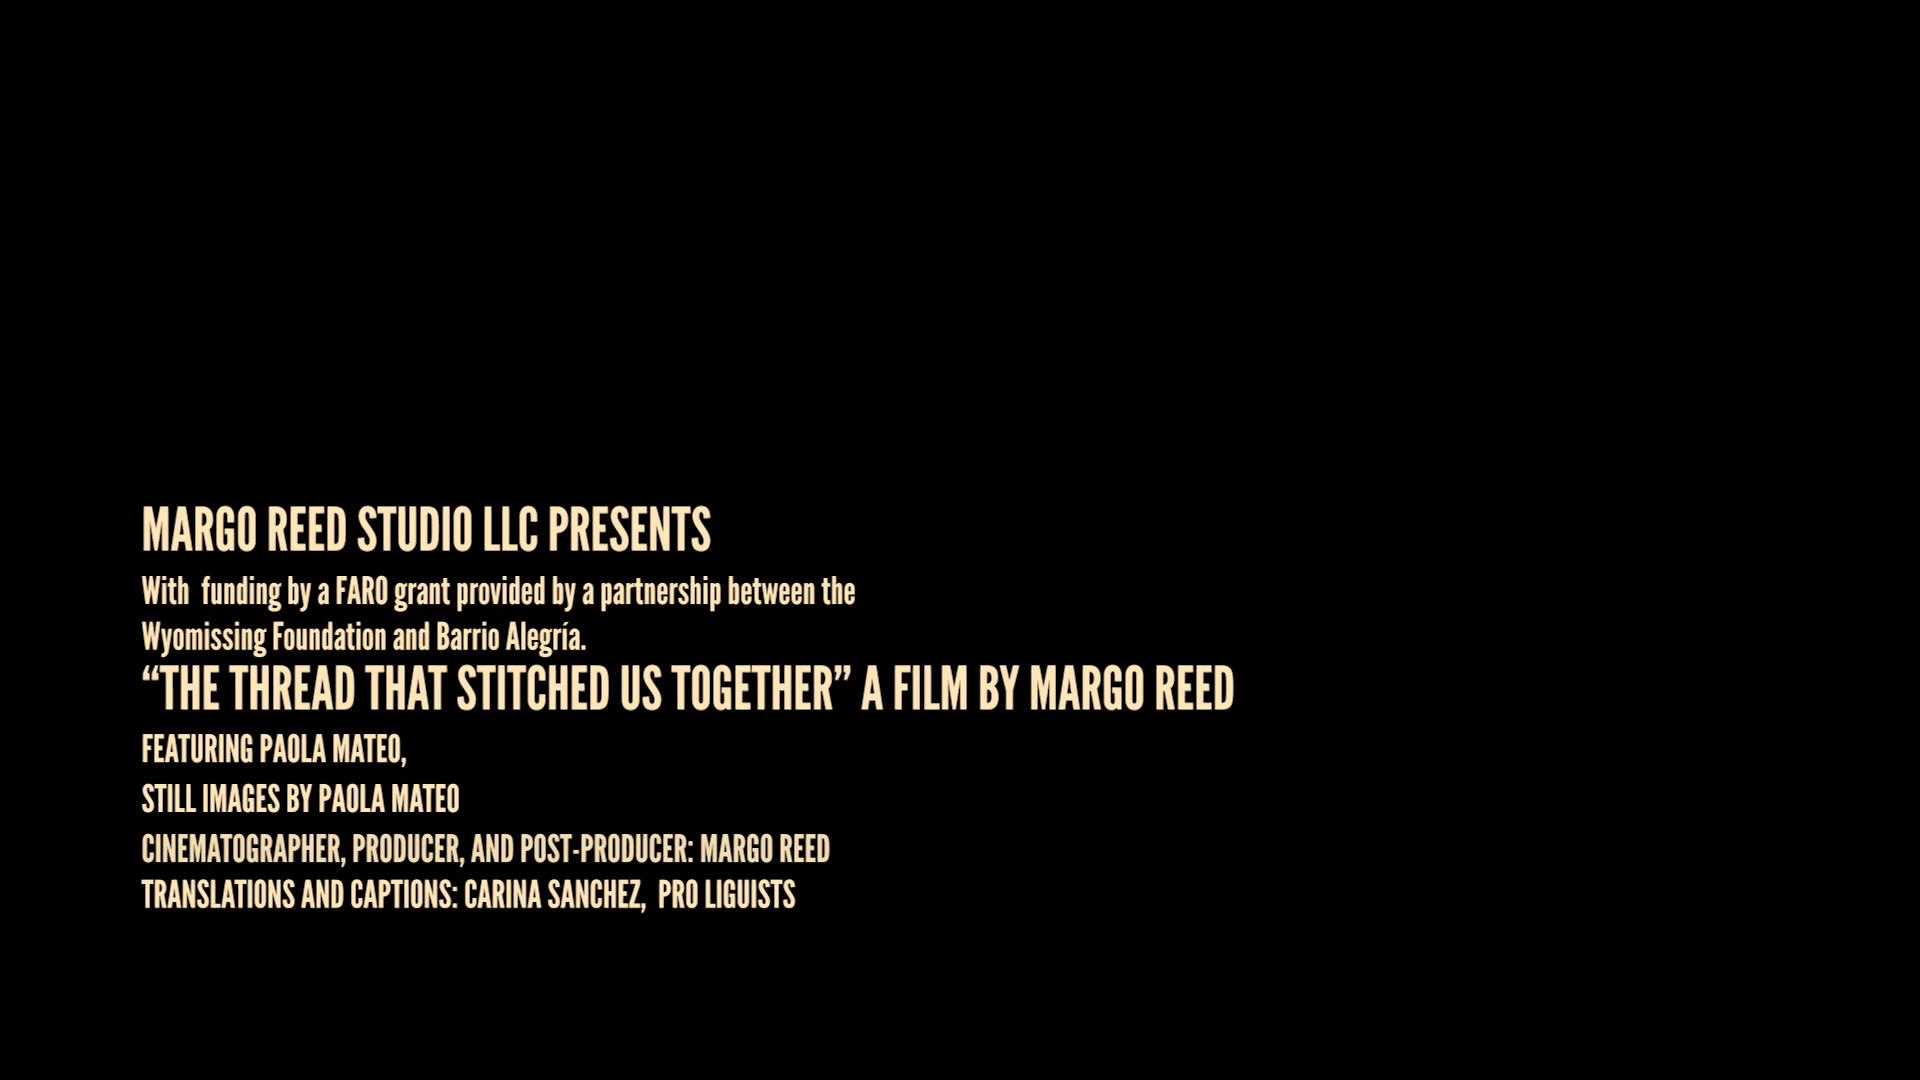 MARGO REED STUDIO LLC PRESENTS
With  funding by a FARO grant provided by a partnership between the
Wyomissing Foundation and Barrio Alegría.
“THE THREAD THAT STITCHED US TOGETHER” A FILM BY MARGO REED
FEATURING PAOLA MATEO,
STILL IMAGES BY PAOLA MATEO
CINEMATOGRAPHER, PRODUCER, AND POST-PRODUCER: MARGO REED
TRANSLATIONS AND CAPTIONS: CARINA SANCHEZ,  PRO LIGUISTS